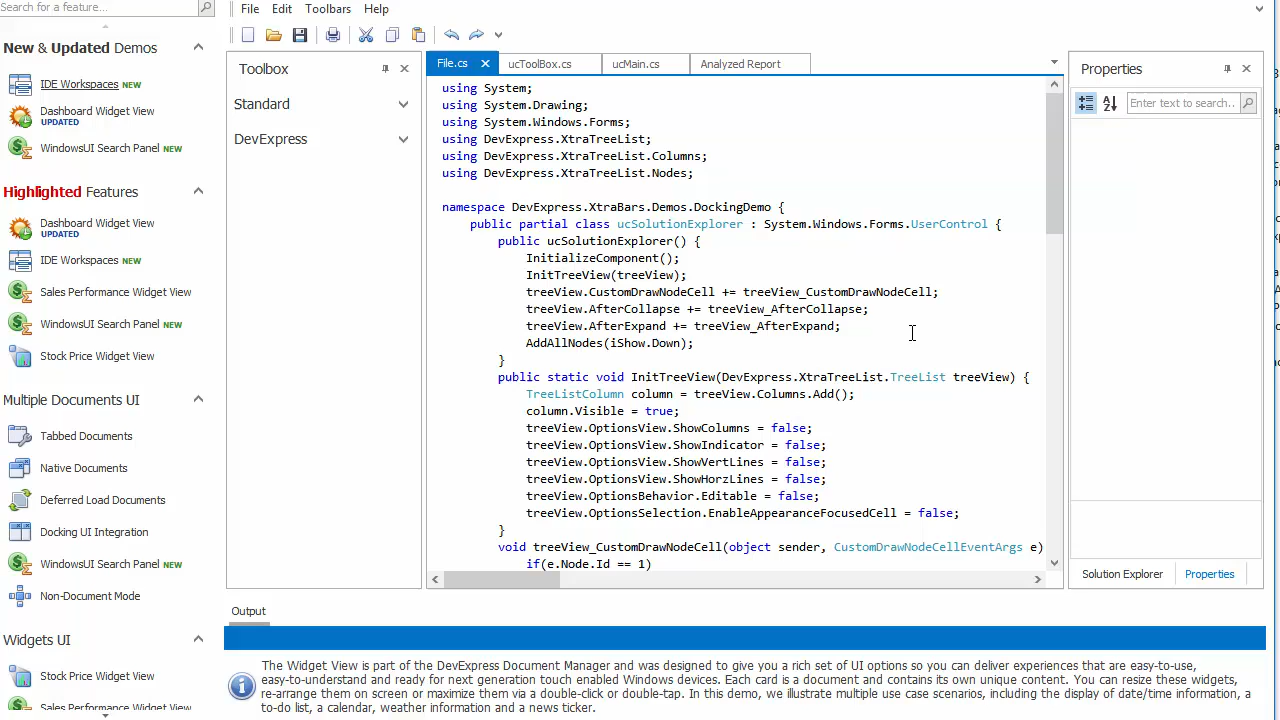 Search for a feature...
File Edit Toolbars Help
New & Updated Demos
IDE Workspaces NEW
Dashboard Widget View
UPDATED
WindowsUI Search Panel NEW
Highlighted Features
Dashboard Widget View
UPDATED
IDE Workspaces NEW
Sales Performance Widget View
WindowsUI Search Panel NEW
Stock Price Widget View
Multiple Documents UI
Tabbed Documents
Native Documents
Deferred Load Documents
Docking UI Integration
WindowsUI Search Panel NEW
Non-Document Mode
Widgets UI
Stock Price Widget View
Sales Performance Widget View
Toolbox
Standard
DevExpress
File.cs ucToolBox.cs ucMain.cs Analyzed Report
using System;
using System.Drawing;
using System.Windows.Forms;
using DevExpress.XtraTreeList;
using DevExpress.XtraTreeList.Columns;
using DevExpress.XtraTreeList.Nodes;
namespace DevExpress.XtraBars.Demos.DockingDemo {
public partial class ucSolutionExplorer : System.Windows.Forms.UserControl {
public ucSolutionExplorer() {
InitializeComponent();
InitTreeView(treeView);
treeView.CustomDrawNodeCell += treeView_CustomDrawNodeCell;
treeView.AfterCollapse += treeView_AfterCollapse;
treeView.AfterExpand += treeView_AfterExpand;
AddAllNodes(iShow.Down);
}
public static void InitTreeView(DevExpress.XtraTreeList.TreeList treeView) {
TreeListColumn column = treeView.Columns.Add();
column.Visible = true;
treeView.OptionsView.ShowColumns = false;
treeView.OptionsView.ShowIndicator = false;
treeView.OptionsView.ShowVertLines = false;
treeView.OptionsView.ShowHorzLines = false;
treeView.OptionsBehavior.Editable = false;
treeView.OptionsSelection.EnableAppearanceFocusedCell = false;
}
void treeView_CustomDrawNodeCell(object sender, CustomDrawNodeCellEventArgs e)
if(e.Node.Id == 1)
Properties
Enter text to search..
Solution Explorer Properties
Output
The Widget View is part of the DevExpress Document Manager and was designed to give you a rich set of UI options so you can deliver experiences that are easy-to-use,
easy-to-understand and ready for next generation touch enabled Windows devices. Each card is a document and contains its own unique content. You can resize these widgets,
re-arrange them on screen or maximize them via a double-click or double-tap. In this demo, we illustrate multiple use case scenarios, including the display of date/time information, a
to-do list, a calendar, weather information and a news ticker.